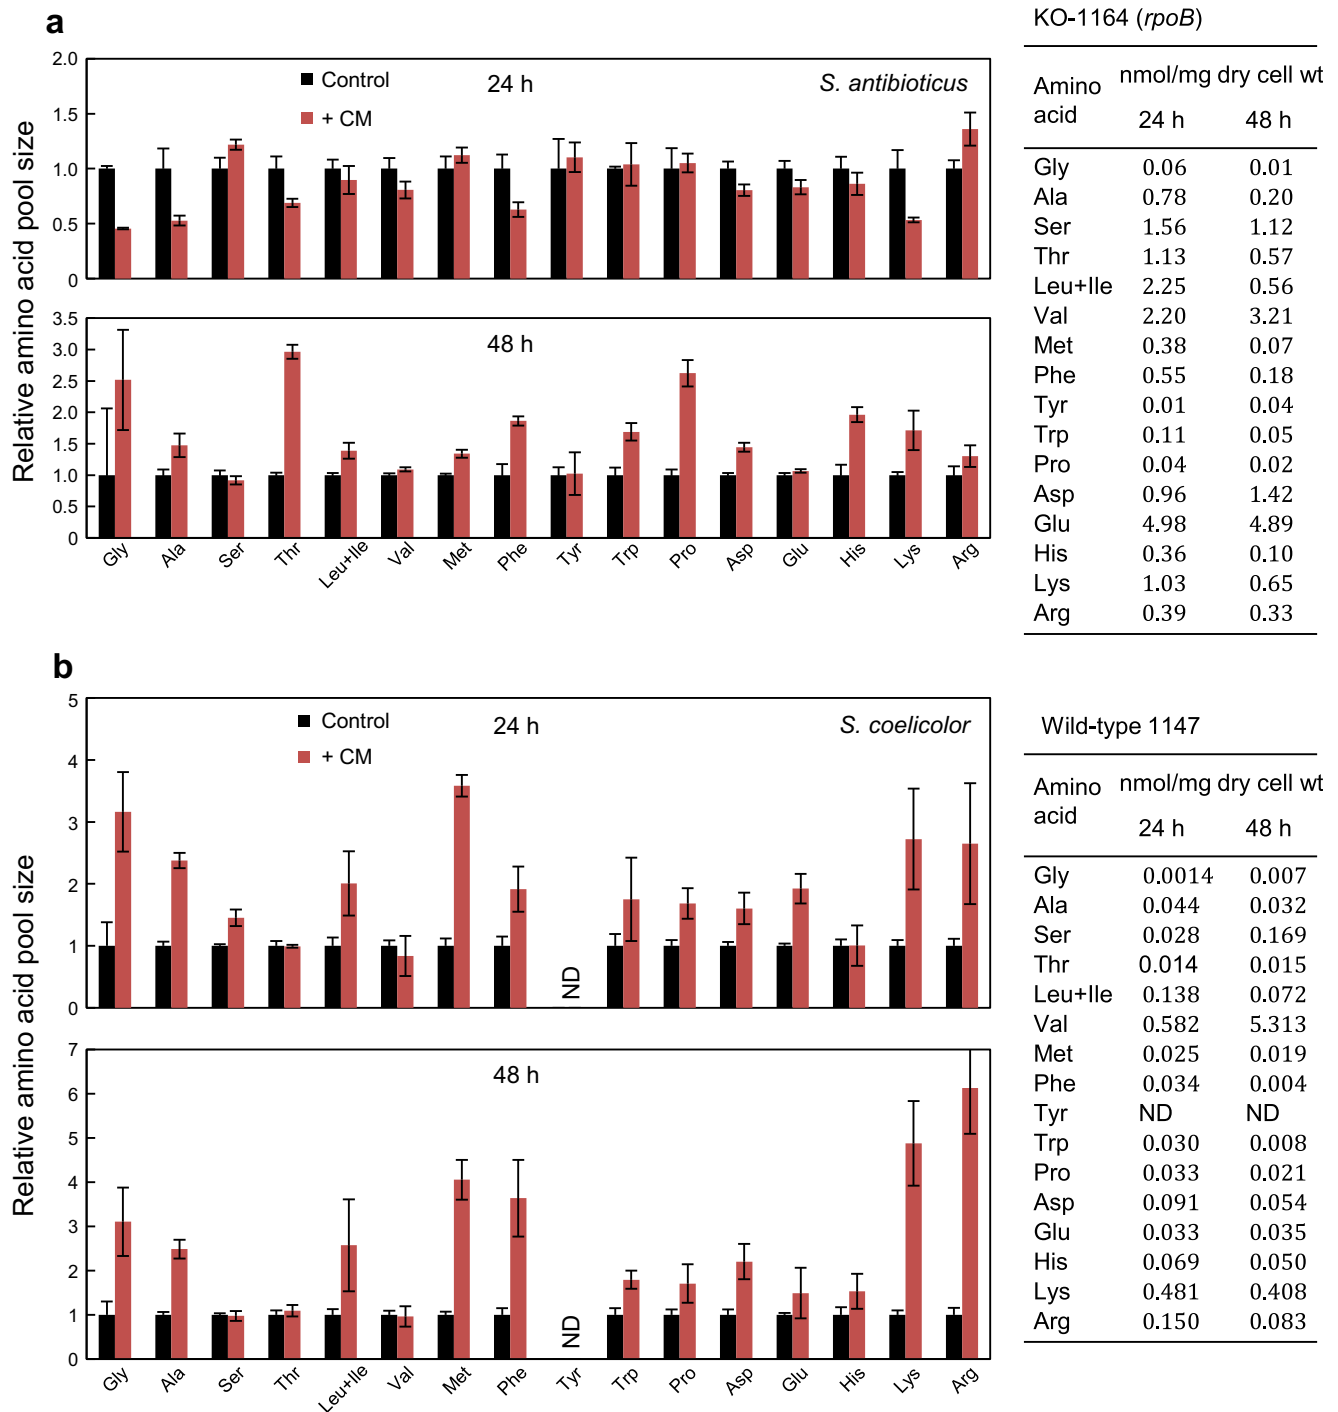 a
Relative amino acid pool size
2.0
1.5
1.0
0.5
0
Control
+ CM
24 h
S. antibioticus
3.5
3.0
2.5
2.0
1.5
1.0
0.5
0
48 h
Gly Ala Ser Thr Leu+Ile Val Met Phe Tyr Trp Pro Asp Glu His Lys Arg
KO-1164 (rpoB)
Amino acid
nmol/mg dry cell wt
24 h 48 h
Gly 0.06 0.01
Ala 0.78 0.20
Ser 1.56 1.12
Thr 1.13 0.57
Leu+Ile 2.25 0.56
Val 2.20 3.21
Met 0.38 0.07
Phe 0.55 0.18
Tyr 0.01 0.04
Trp 0.11 0.05
Pro 0.04 0.02
Asp 0.96 1.42
Glu 4.98 4.89
His 0.36 0.10
Lys 1.03 0.65
Arg 0.39 0.33
b
Relative amino acid pool size
5
4
3
2
1
0
Control
+ CM
24 h
S. coelicolor
ND
7
6
5
4
3
2
1
0
48 h
ND
Gly Ala Ser Thr Leu+Ile Val Met Phe Tyr Trp Pro Asp Glu His Lys Arg
Wild-type 1147
Amino acid
nmol/mg dry cell wt
24 h 48 h
Gly 0.0014 0.007
Ala 0.044 0.032
Ser 0.028 0.169
Thr 0.014 0.015
Leu+Ile 0.138 0.072
Val 0.582 5.313
Met 0.025 0.019
Phe 0.034 0.004
Tyr ND ND
Trp 0.030 0.008
Pro 0.033 0.021
Asp 0.091 0.054
Glu 0.033 0.035
His 0.069 0.050
Lys 0.481 0.408
Arg 0.150 0.083